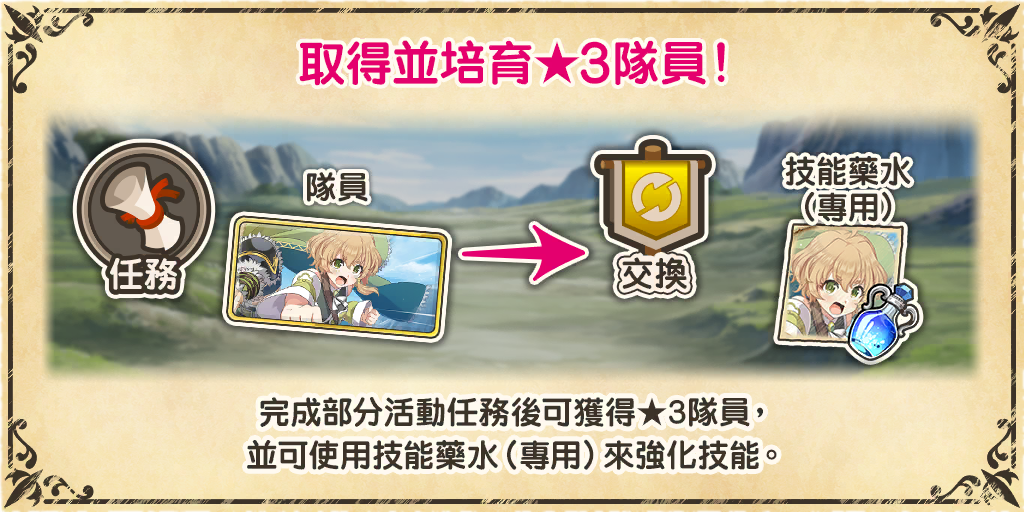 取得並培育★3隊員!
隊員
技能藥水
(專用)
任務
交換
完成部分活動任務後可獲得★3隊員，
並可使用技能藥水(專用)來強化技能。